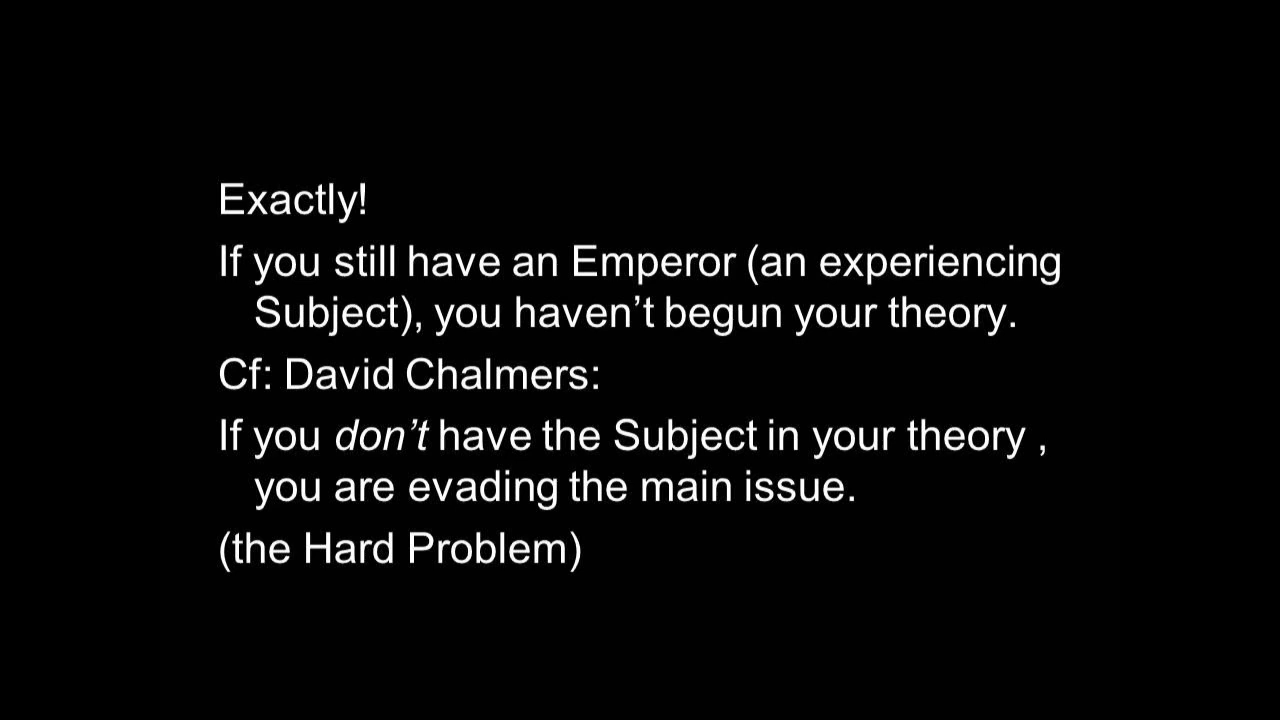 Exactly!
If you still have an Emperor (an experiencing
Subject), you haven’t begun your theory.
Cf: David Chalmers:
If you don’t have the Subject in your theory ,
you are evading the main issue.
(the Hard Problem)